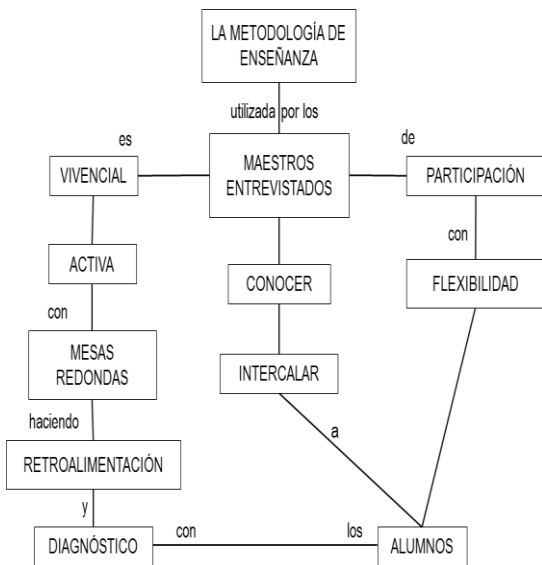 LA METODOLOGÍA DE
ENSEÑANZA
utilizada por los
es
MAESTROS
ENTREVISTADOS
de
VIVENCIAL
PARTICIPACIÓN
con
ACTIVA
CONOCER
FLEXIBILIDAD
con
MESAS
REDONDAS
INTERCALAR
haciendo
a
RETROALIMENTACIÓN
y
DIAGNÓSTICO
con
los
ALUMNOS